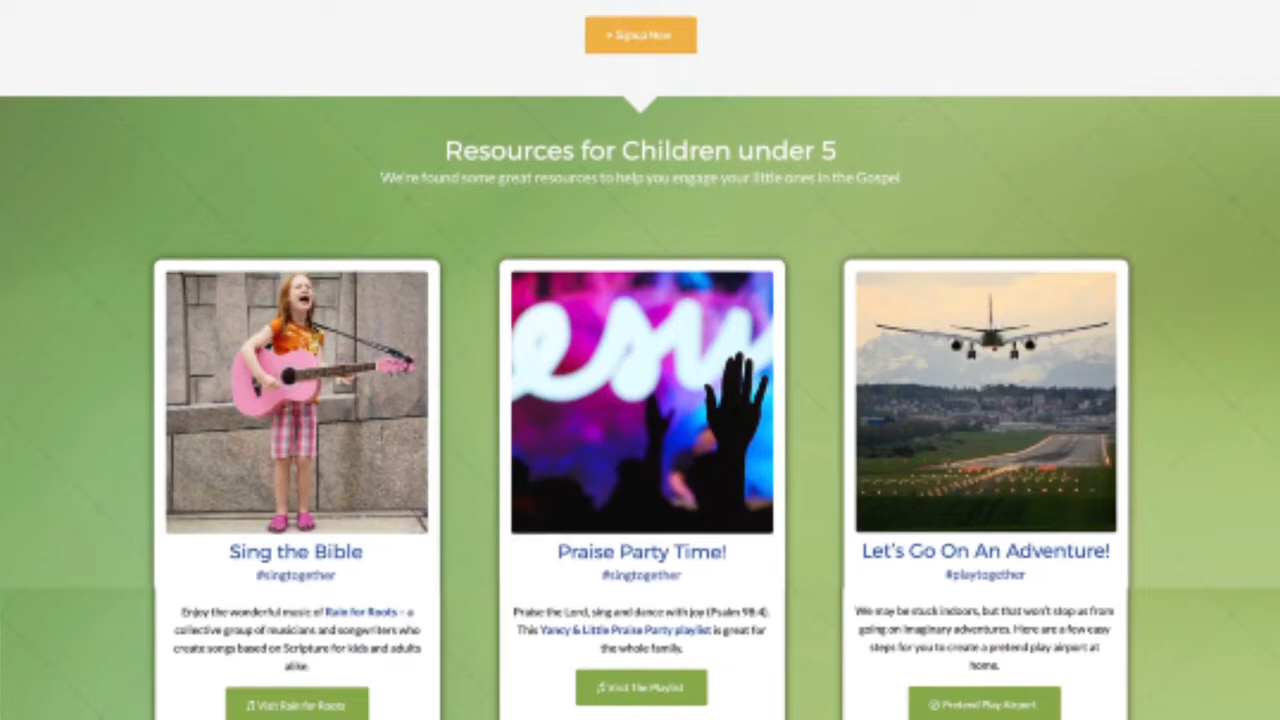 + Signup Now
Resources for Children under 5
We're found some great resources to help you engage your little ones in the Gospel
esu
Sing the Bible
#singtogether
Enjoy the wonderful music of Rain for Roots - a
collective group of musicians and songwriters who
create songs based on Scripture for kids and adults
alike.
Visit Rain for Roots
Praise Party Time!
#singtogether
Praise the Lord, sing and dance with joy (Psalm 98:4).
This Yancy & Little Praise Party playlist is great for
the whole family.
Visit The Playlist
Let's Go On An Adventure!
#playtogether
We may be stuck indoors, but that won't stop us from
going on imaginary adventures. Here are a few easy
steps for you to create a pretend play airport at
home.
Pretend Play Airport